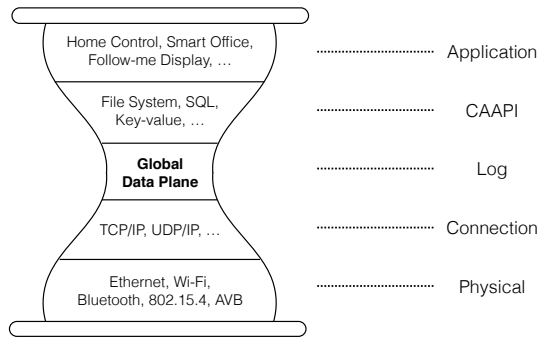 Home Control, Smart Office,
Follow-me Display, …
Application
File System, SQL,
Key-value, …
CAAPI
Global
Data Plane
Log
TCP/IP, UDP/IP, …
Connection
Ethernet, Wi-Fi,
Bluetooth, 802.15.4, AVB
Physical